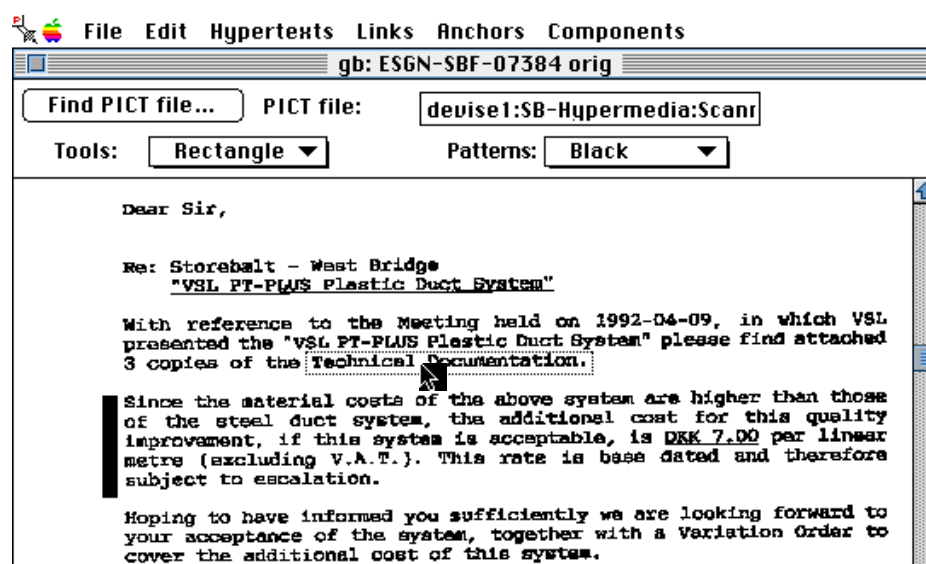 File Edit Hypertexts Links Anchors Components
gb: ESGN-SBF-07384 orig
Find PICT file... PICT file: devise1:SB-Hypermedia:Scanr
Tools: Rectangle Patterns: Black
Dear Sir,
Re: Storebalt - West Bridge
"VSL PT-PLUS Plastic Duct System"
With reference to the Meeting held on 1992-04-09, in which VSL
presented the "VSL PT-PLUS Plastic Duct System" please find attached
3 copies of the Technical Documentation.
Since the material costs of the above system are higher than those
of the steel duct system, the additional cost for this quality
improvement, if this system is acceptable, is DKK 7.00 per linear
metre (excluding V.A.T.). This rate is base dated and therefore
subject to escalation.
Hoping to have informed you sufficiently we are looking forward to
your acceptance of the system, together with a Variation Order to
cover the additional cost of this system.